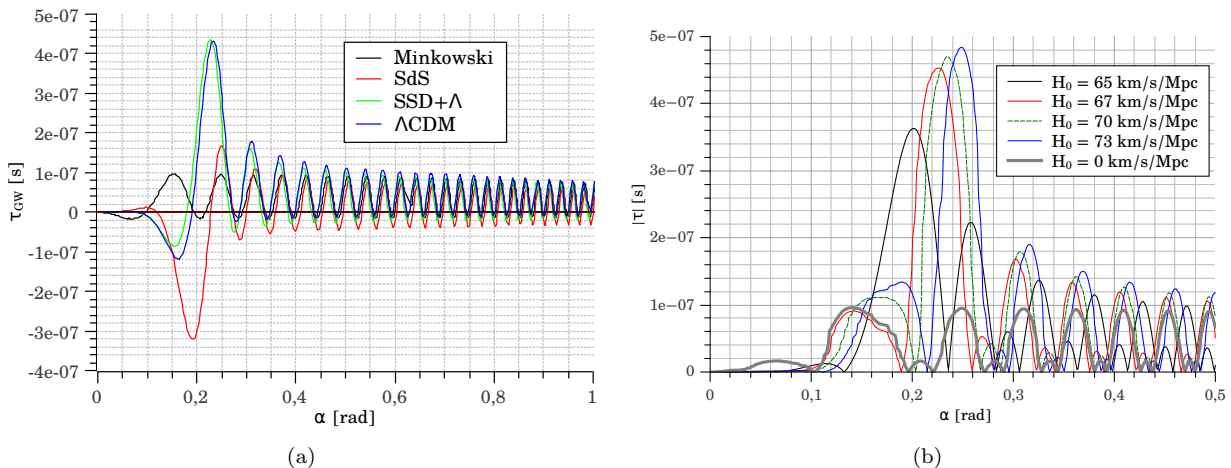 5e-07
4e-07
3e-07
2e-07
1e-07
0
-1e-07
-2e-07
-3e-07
-4e-07
τGW [s]
Minkowski
SdS
SSD+Λ
ΛCDM
0 0,2 0,4 0,6 0,8 1
α [rad]
(a)
5e−07
4e−07
3e−07
2e−07
1e−07
0
|τ| [s]
H0 = 65 km/s/Mpc
H0 = 67 km/s/Mpc
H0 = 70 km/s/Mpc
H0 = 73 km/s/Mpc
H0 = 0 km/s/Mpc
0 0,1 0,2 0,3 0,4 0,5
α [rad]
(b)